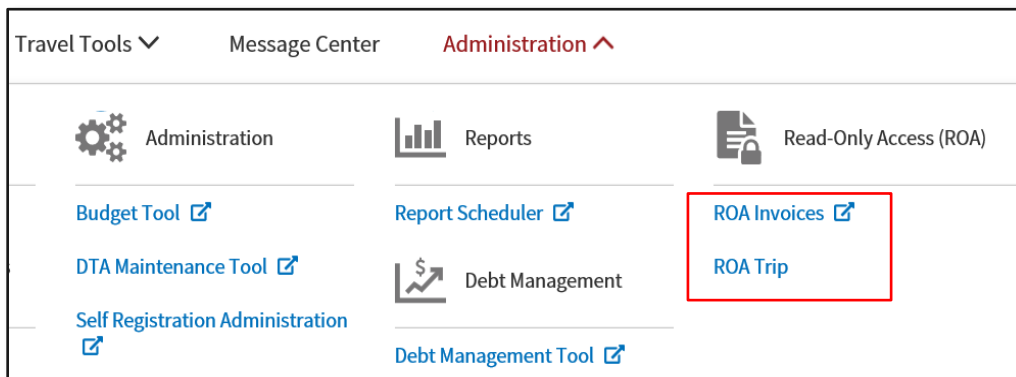 Travel Tools
Message Center
Administration
Administration
Budget Tool
DTA Maintenance Tool
Self Registration Administration
Reports
Report Scheduler
$
Debt Management
Debt Management Tool
Read-Only Access (ROA)
ROA Invoices
ROA Trip